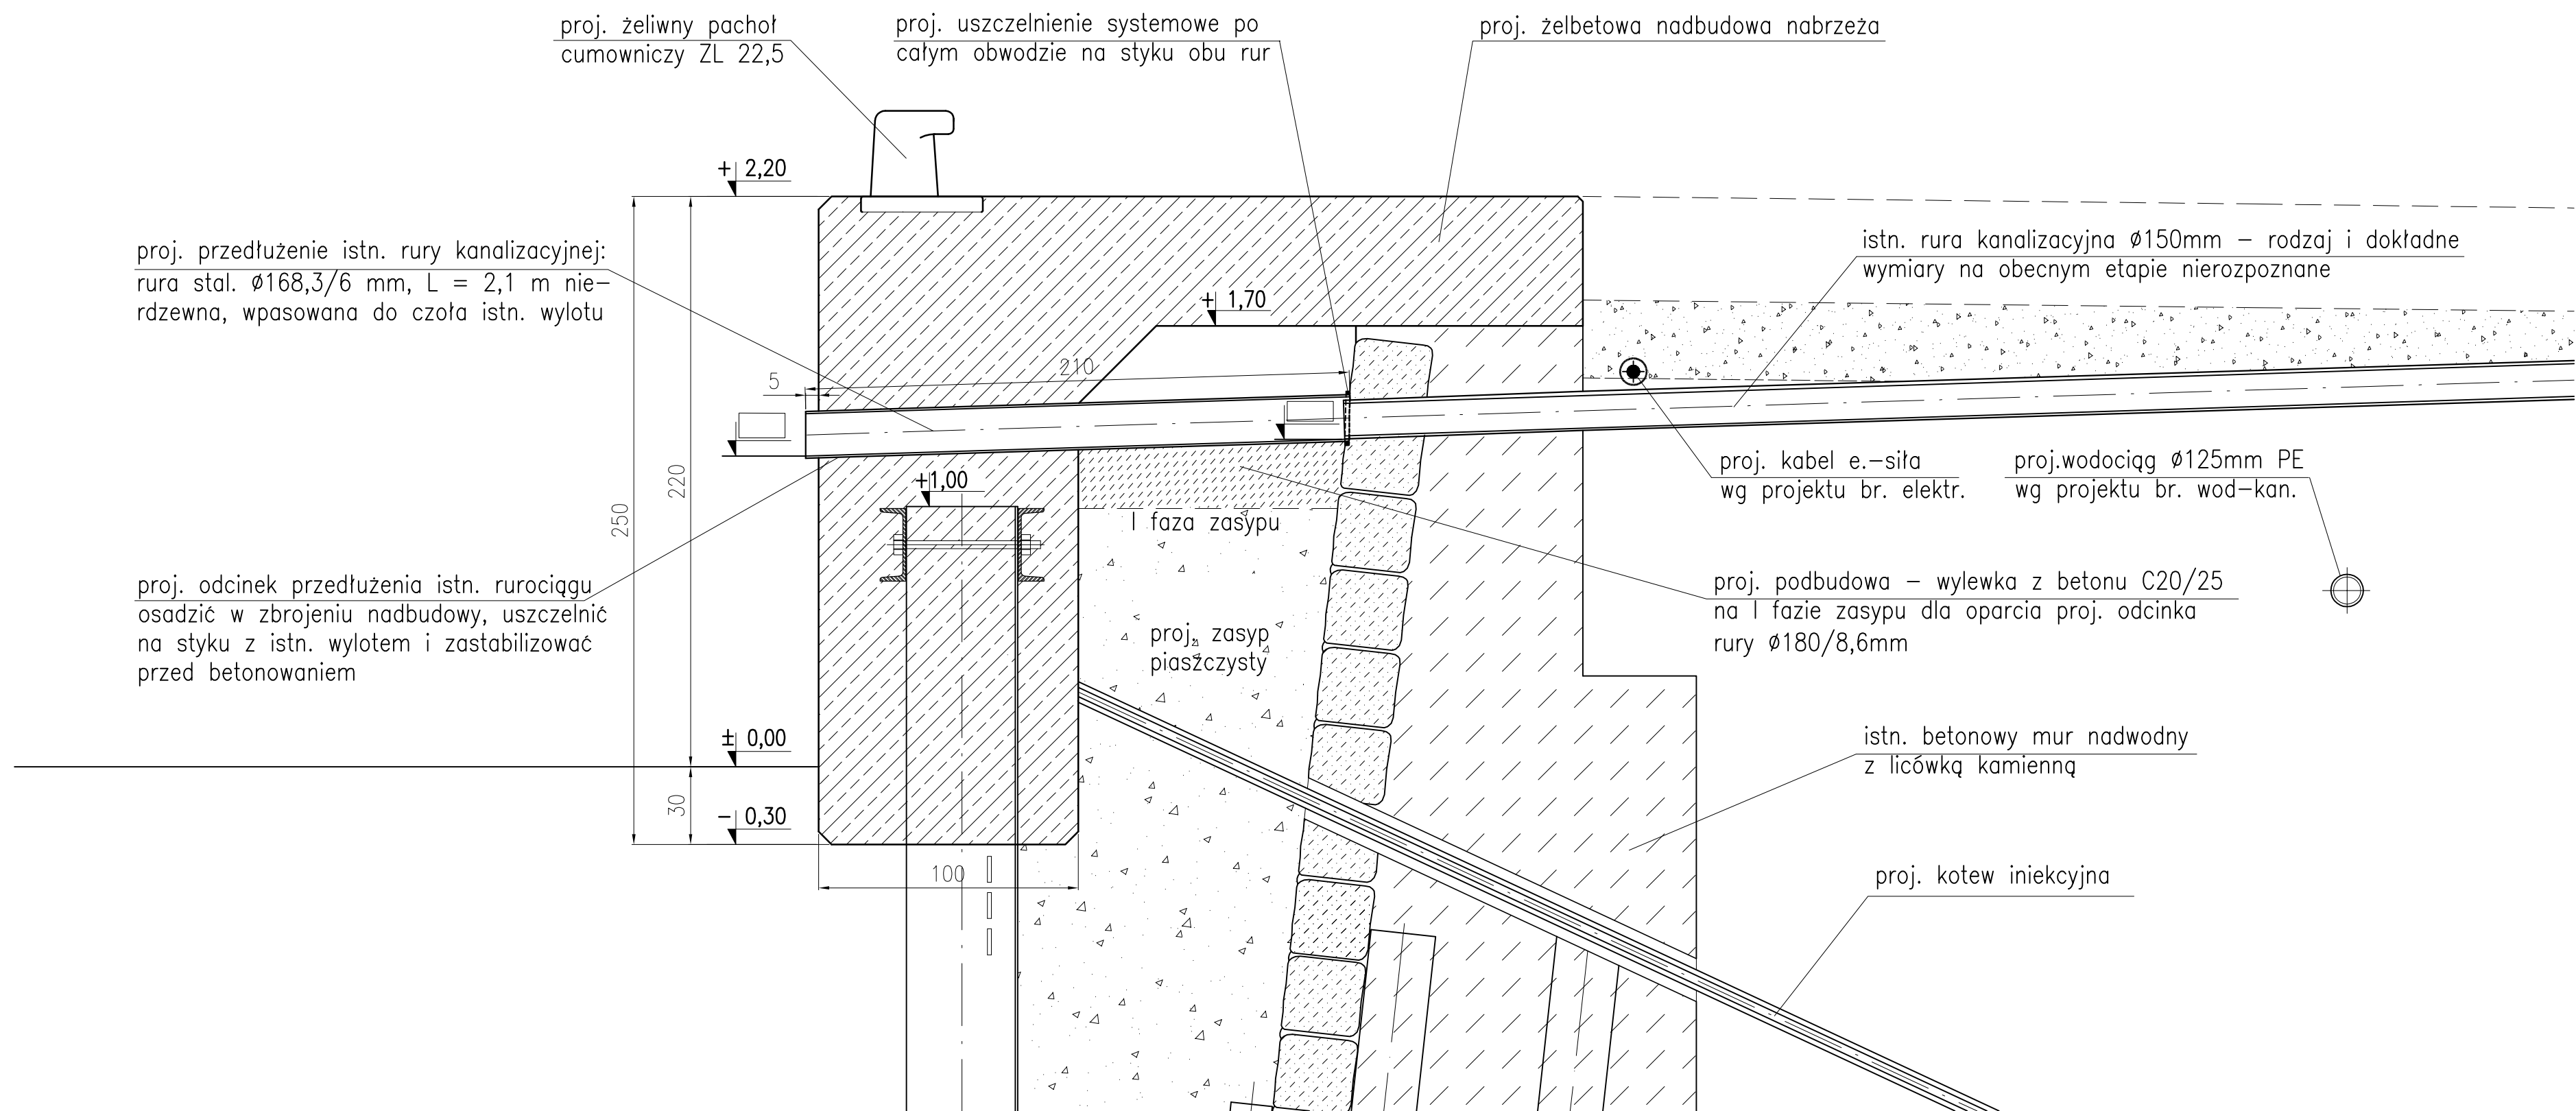 proj. żeliwny pachoł
cumowniczy ZL 22,5
proj. uszczelnienie systemowe po
całym obwodzie na styku obu rur
proj. żelbetowa nadbudowa nabrzeża
+ 2,20
proj. przedłużenie istn. rury kanalizacyjnej:
rura stal. Ø168,3/6 mm, L = 2,1 m nie-
rdzewna, wpasowana do czoła istn. wylotu
istn. rura kanalizacyjna Ø150mm - rodzaj i dokładne
wymiary na obecnym etapie nierozpoznane
+ 1,70
210
5
220
250
+1,00
proj. kabel e.-siła
wg projektu br. elektr.
proj.wodociąg Ø125mm PE
wg projektu br. wod-kan.
I faza zasypu
proj. odcinek przedłużenia istn. rurociągu
osadzić w zbrojeniu nadbudowy, uszczelnić
na styku z istn. wylotem i zastabilizować
przed betonowaniem
proj. podbudowa - wylewka z betonu C20/25
na I fazie zasypu dla oparcia proj. odcinka
rury Ø180/8,6mm
proj. zasyp
piaszczysty
± 0,00
istn. betonowy mur nadwodny
z licówką kamienną
30
- 0,30
100
proj. kotew iniekcyjna